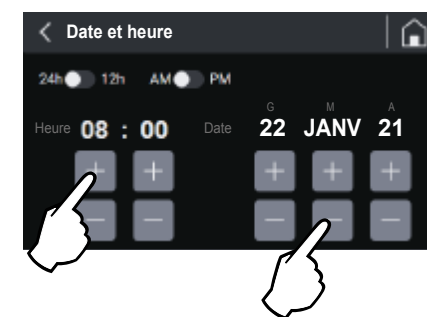 Date et heure
24h 12h AM PM
G M A
Heure 08 : 00 Date 22 JANV 21
+ + + + +
− − − − −